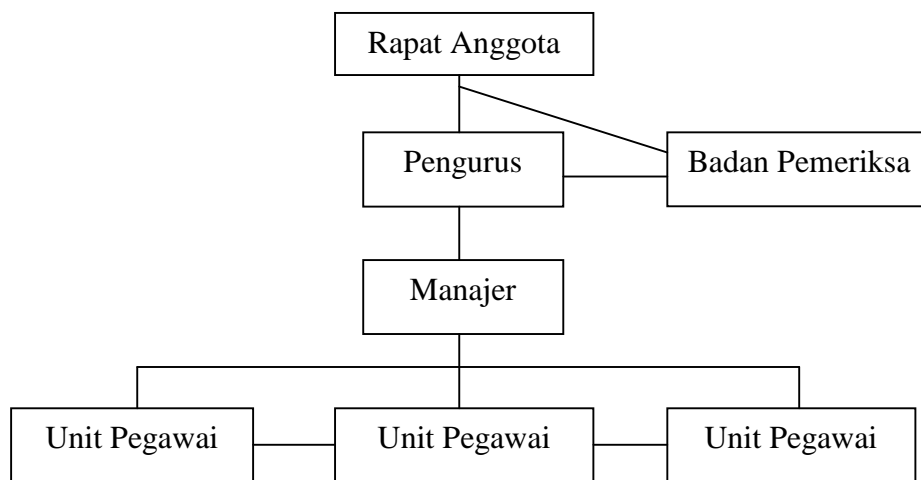 Rapat Anggota
Pengurus
Badan Pemeriksa
Manajer
Unit Pegawai
Unit Pegawai
Unit Pegawai